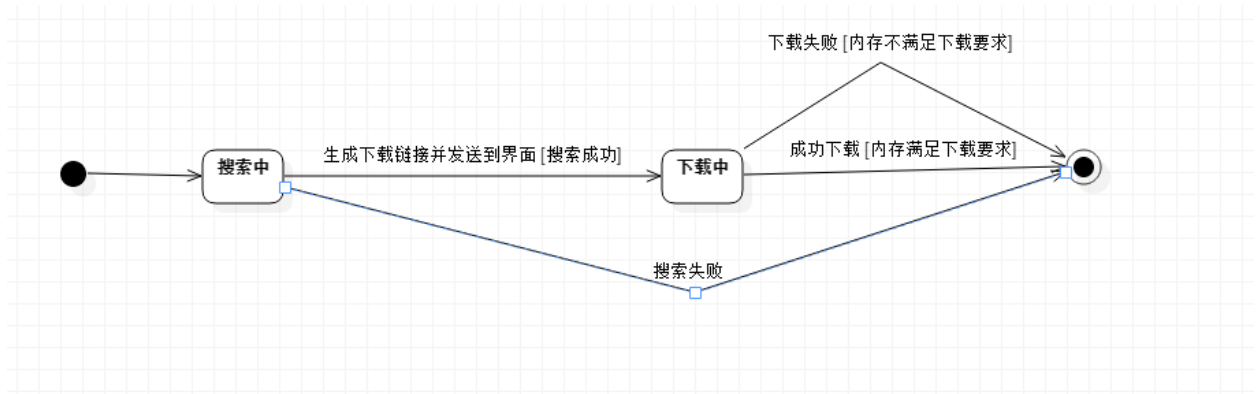 下载失败 [内存不满足下载要求]
生成下载链接并发送到界面 [搜索成功]
成功下载 [内存满足下载要求]
搜索中
下载中
搜索失败